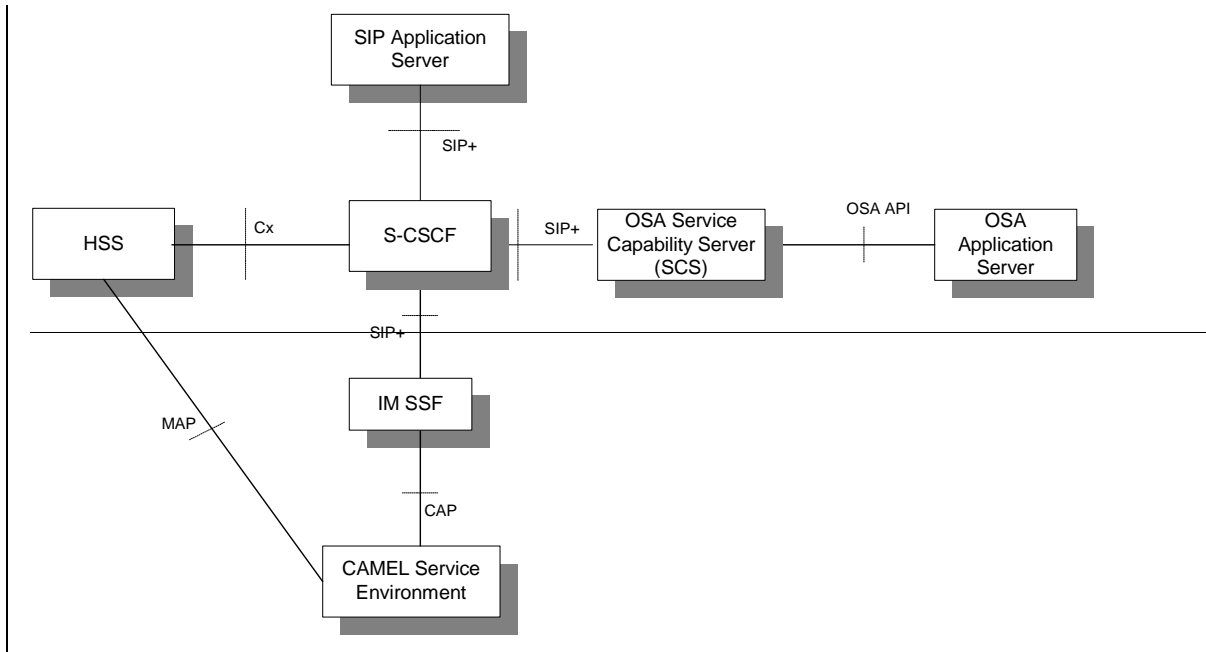 SIP Application
Server
SIP+
HSS
Cx
S-CSCF
SIP+
OSA Service
Capability Server
(SCS)
OSA API
OSA
Application
Server
SIP+
IM SSF
MAP
CAP
CAMEL Service
Environment